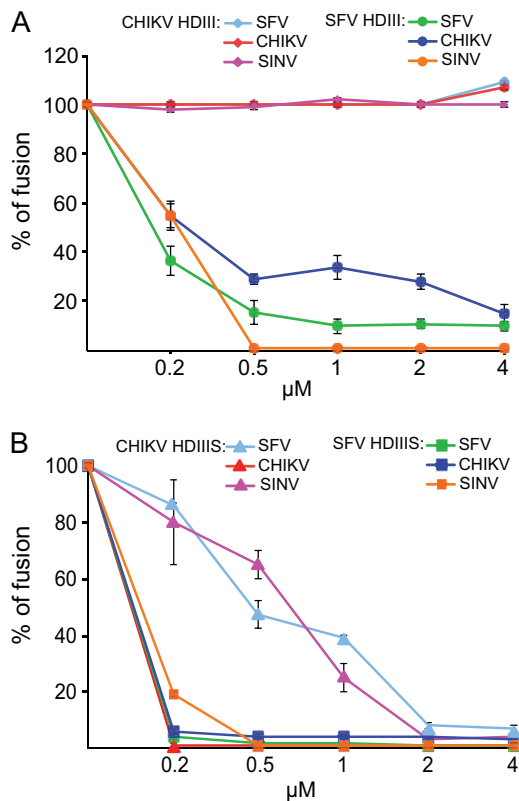 A
CHIKV HDIII: SFV CHIKV SINV
SFV HDIII: SFV CHIKV SINV
120
100
80
60
40
20
% of fusion
0.2 0.5 1 2 4
µM
B
CHIKV HDIIIS: SFV CHIKV SINV
SFV HDIIIS: SFV CHIKV SINV
100
80
60
40
20
% of fusion
0.2 0.5 1 2 4
µM